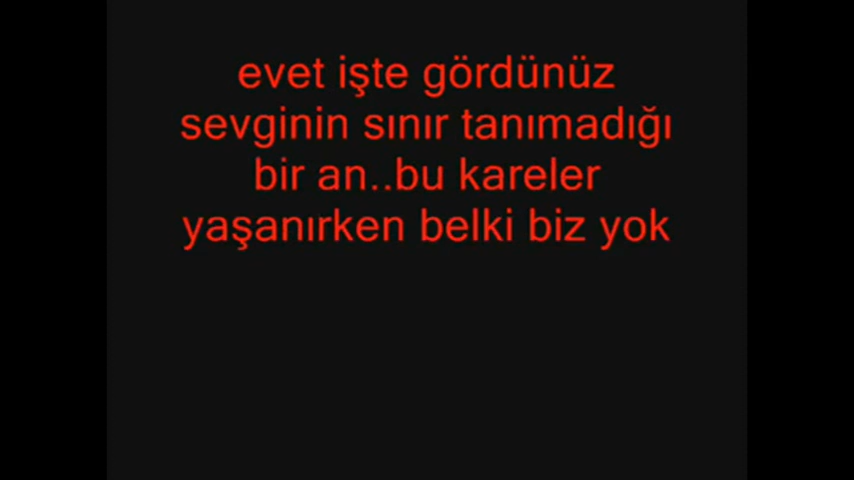 evet işte gördünüz
sevginin sınır tanımadığı
bir an..bu kareler
yaşanırken belki biz yok